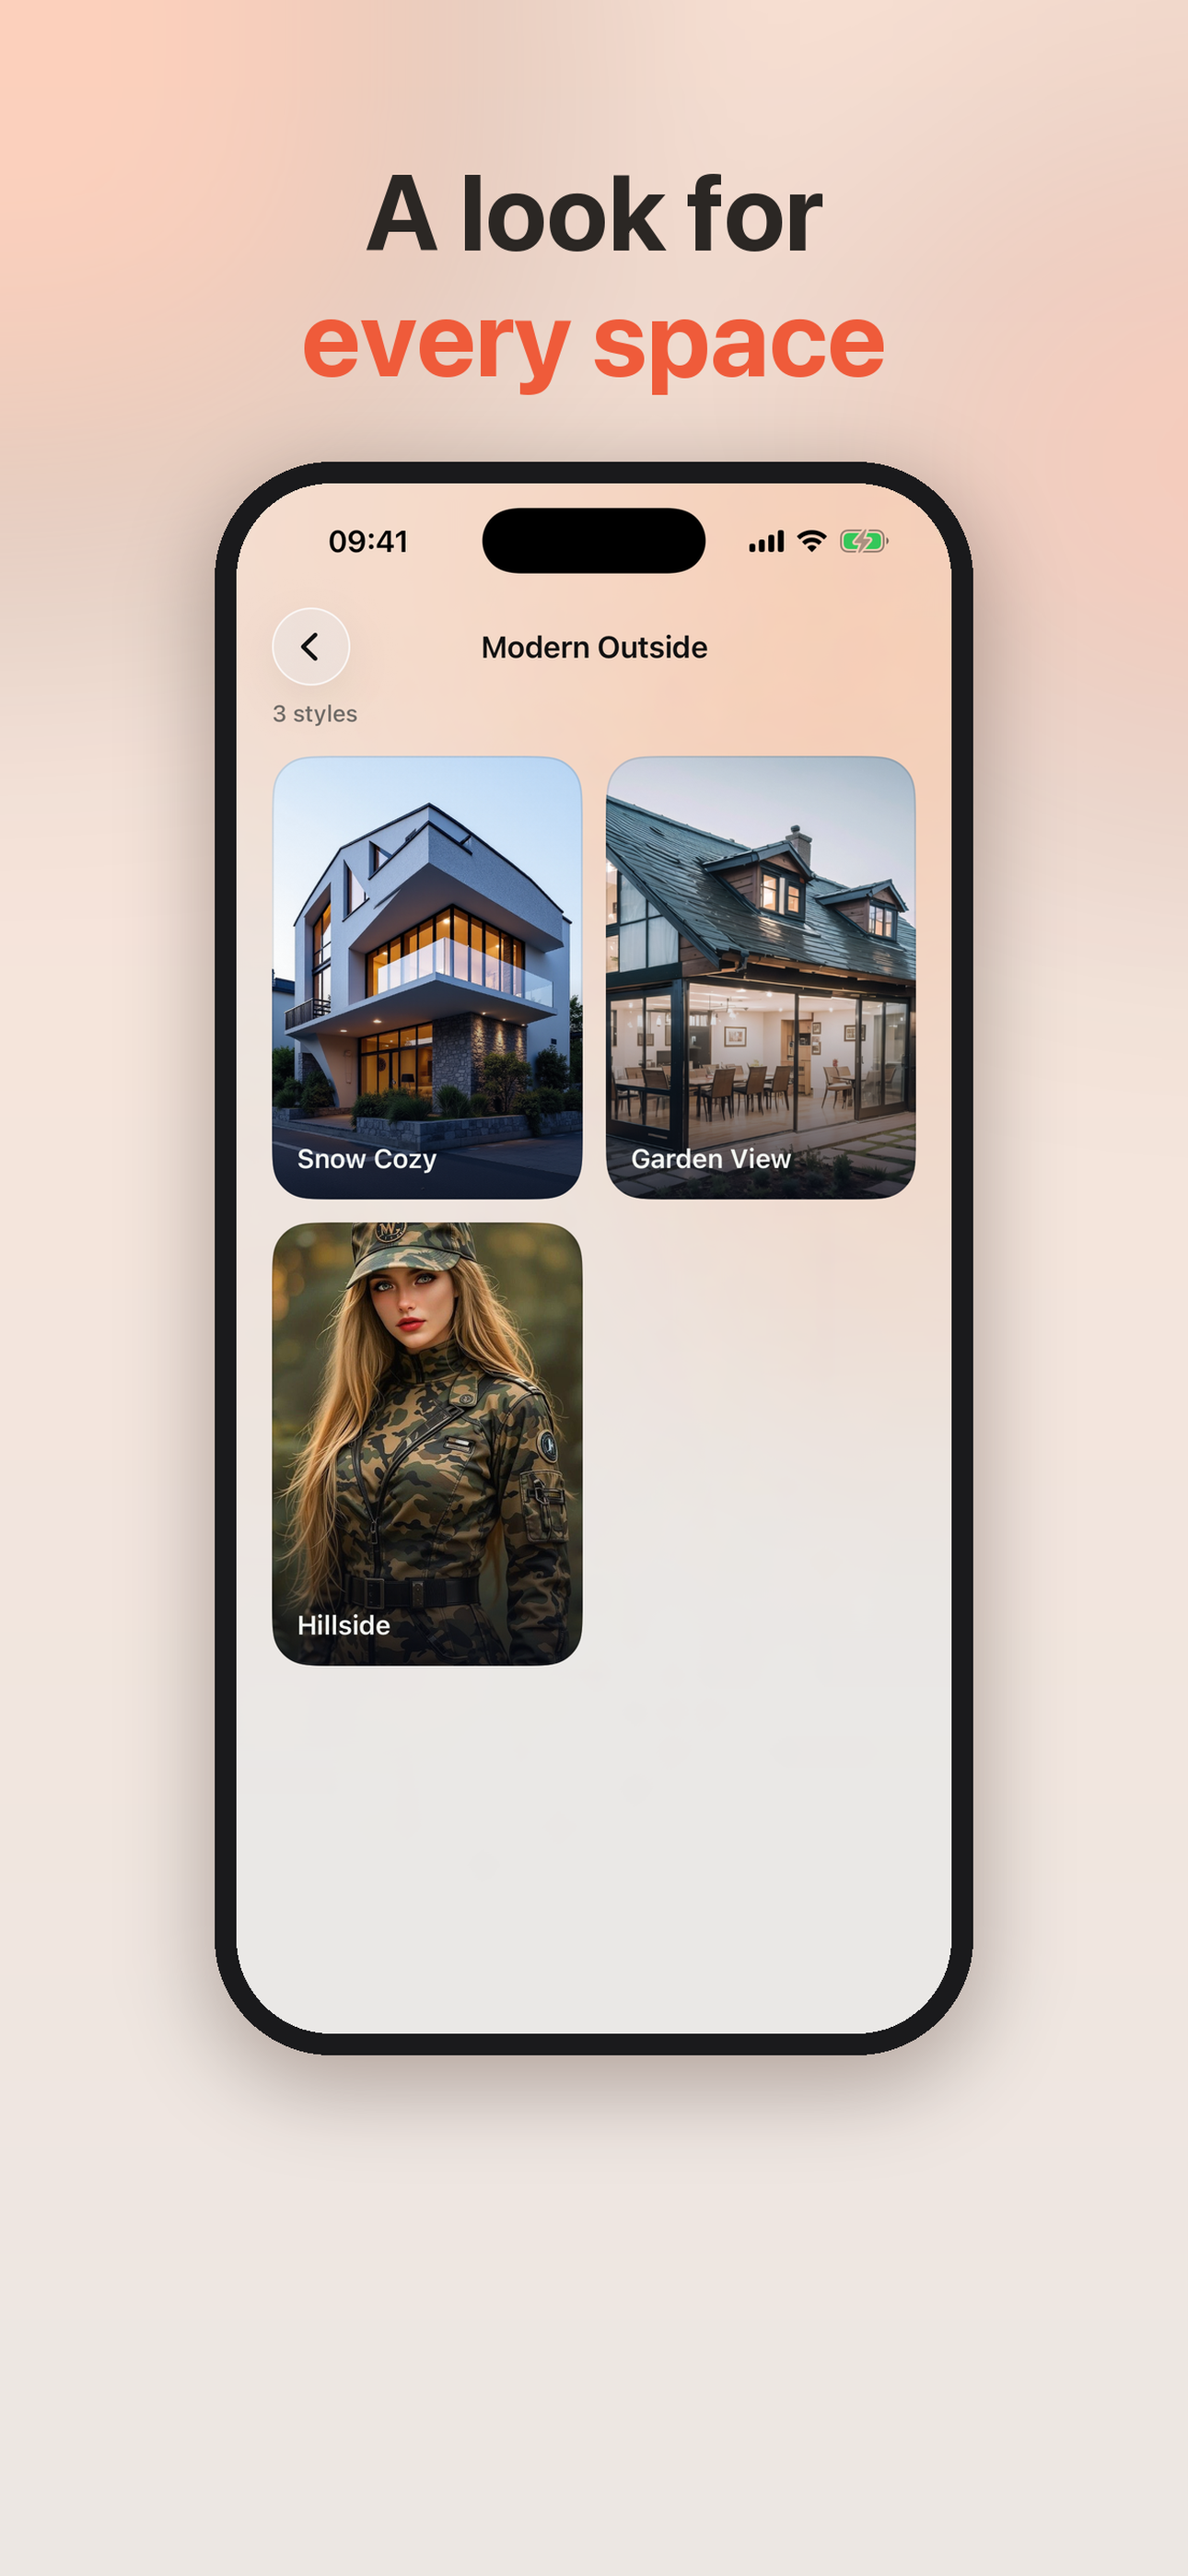 A look for
every space
09:41
Modern Outside
3 styles
Snow Cozy
Garden View
Hillside